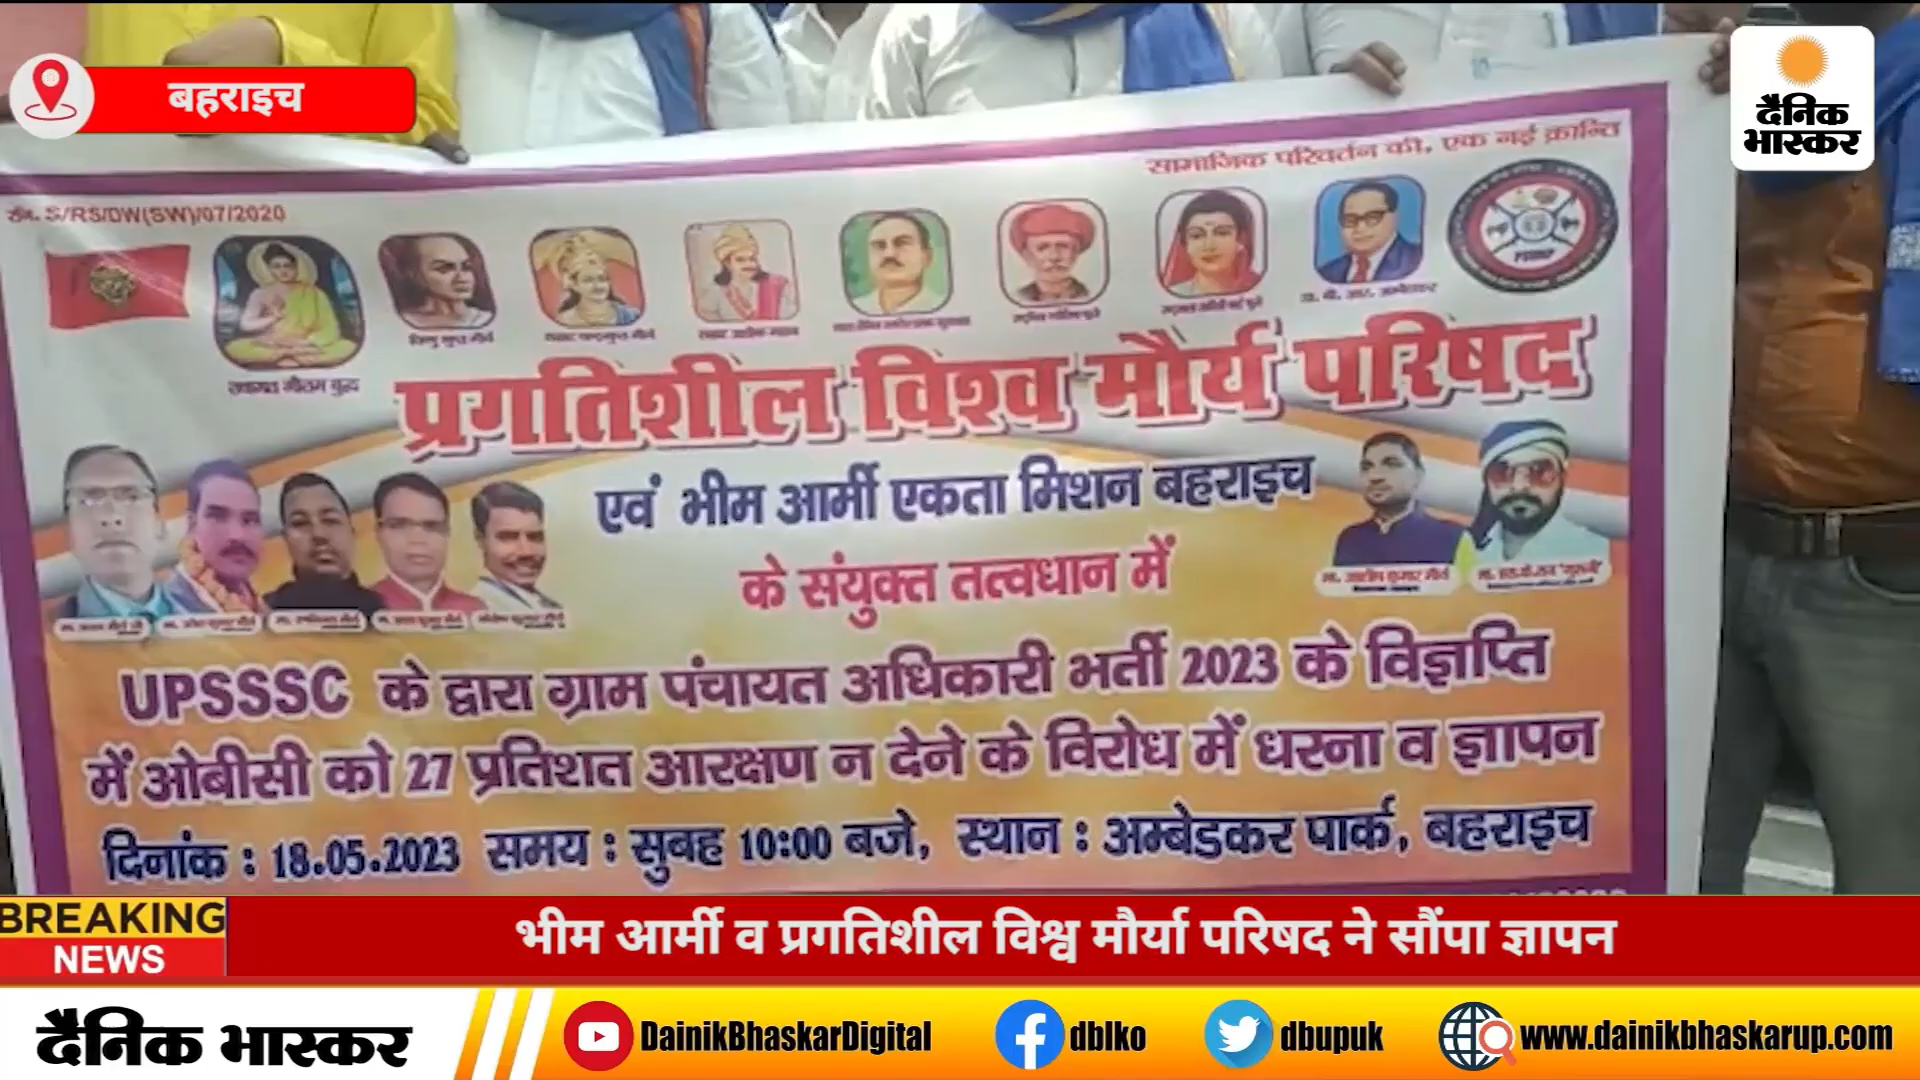 बहराइच
दैनिक
भास्कर
सामाजिक परिवर्तन की, एक नई क्रान्ति
रजि. S/RS/DW(SW)/07/2020
प्रगतिशील विश्व मौर्य परिषद
एवं भीम आर्मी एकता मिशन बहराइच
के संयुक्त तत्वधान में
UPSSSC के द्वारा ग्राम पंचायत अधिकारी भर्ती 2023 के विज्ञप्ति
में ओबीसी को 27 प्रतिशत आरक्षण न देने के विरोध में धरना व ज्ञापन
दिनांक : 18.05.2023 समय : सुबह 10:00 बजे, स्थान : अम्बेडकर पार्क, बहराइच
BREAKING
NEWS
भीम आर्मी व प्रगतिशील विश्व मौर्या परिषद ने सौंपा ज्ञापन
दैनिक भास्कर
DainikBhaskarDigital
dblko
dbupuk
www.dainikbhaskarup.com